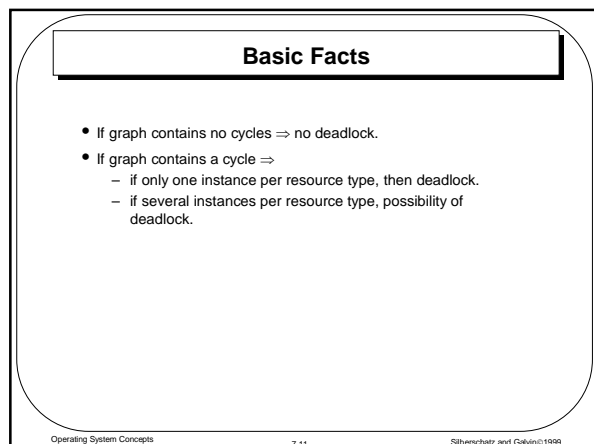 Basic Facts
• If graph contains no cycles ⇒ no deadlock.
• If graph contains a cycle ⇒
– if only one instance per resource type, then deadlock.
– if several instances per resource type, possibility of
deadlock.
Operating System Concepts
7.11
Silberschatz and Galvin©1999